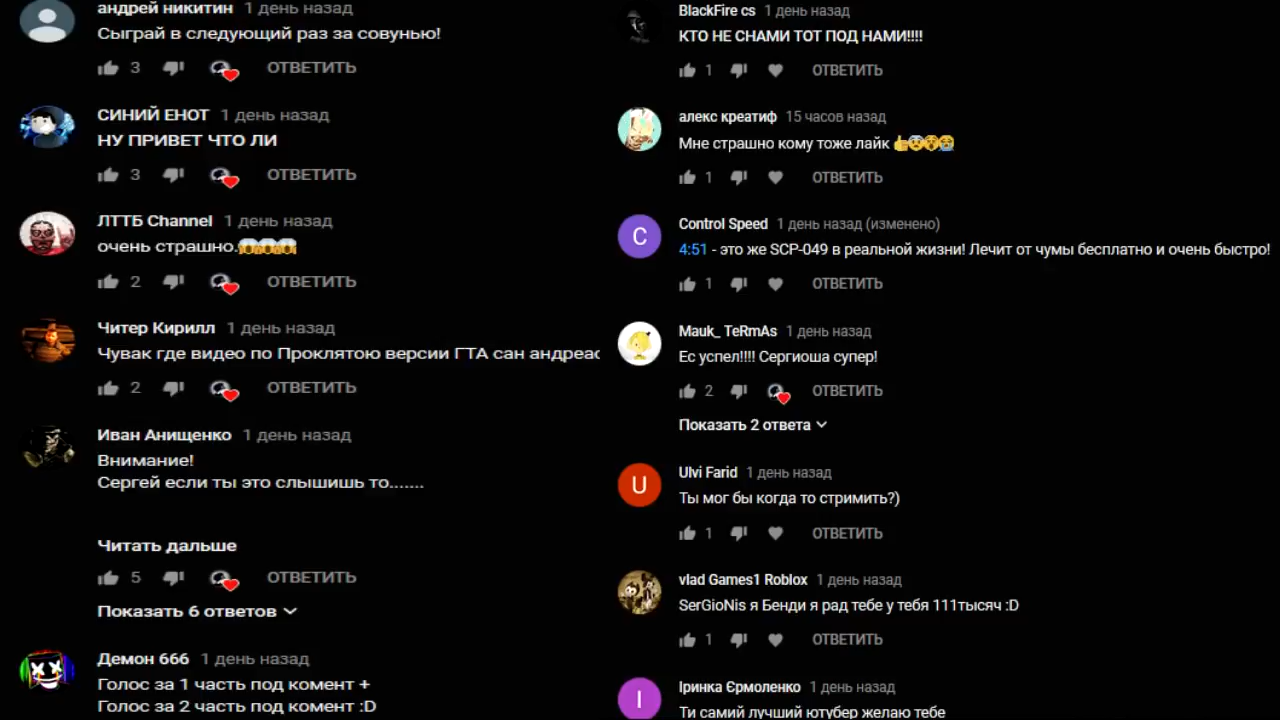 андрей никитин 1 день назад
Сыграй в следующий раз за совунью!
3 ОТВЕТИТЬ
СИНИЙ ЕНОТ 1 день назад
НУ ПРИВЕТ ЧТО ЛИ
3 ОТВЕТИТЬ
ЛТТБ Channel 1 день назад
очень страшно.😱😱😱
2 ОТВЕТИТЬ
Читер Кирилл 1 день назад
Чувак где видео по Проклятою версии ГТА сан андреас
2 ОТВЕТИТЬ
Иван Анищенко 1 день назад
Внимание!
Сергей если ты это слышишь то.......
Читать дальше
5 ОТВЕТИТЬ
Показать 6 ответов
Демон 666 1 день назад
Голос за 1 часть под комент +
Голос за 2 часть под комент :D
BlackFire cs 1 день назад
КТО НЕ СНАМИ ТОТ ПОД НАМИ!!!!
1 ОТВЕТИТЬ
алекс креатиф 15 часов назад
Мне страшно кому тоже лайк 👍😨😲😭
1 ОТВЕТИТЬ
C
Control Speed 1 день назад (изменено)
4:51 - это же SCP-049 в реальной жизни! Лечит от чумы бесплатно и очень быстро!
1 ОТВЕТИТЬ
Mauk_ TeRmAs 1 день назад
Ес успел!!!! Сергиоша супер!
2 ОТВЕТИТЬ
Показать 2 ответа
U
Ulvi Farid 1 день назад
Ты мог бы когда то стримить?)
1 ОТВЕТИТЬ
vlad Games1 Roblox 1 день назад
SerGioNis я Бенди я рад тебе у тебя 111тысяч :D
1 ОТВЕТИТЬ
І
Іринка Єрмоленко 1 день назад
Ти самий лучший ютубер желаю тебе